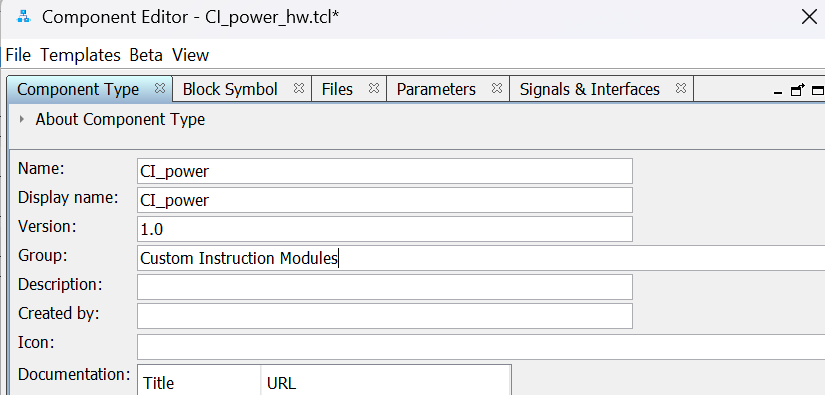 Component Editor - CI_power_hw.tcl*
File Templates Beta View
Component Type Block Symbol Files Parameters Signals & Interfaces
About Component Type
Name: CI_power
Display name: CI_power
Version: 1.0
Group: Custom Instruction Modules
Description:
Created by:
Icon:
Documentation: Title URL